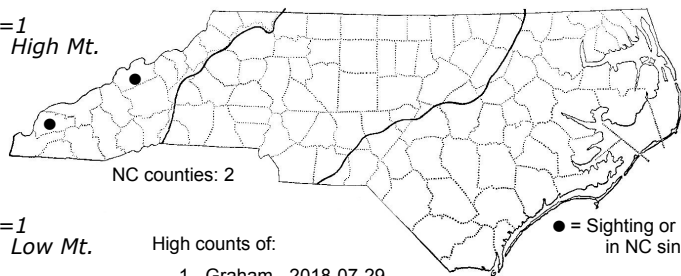 =1
High Mt.
NC counties: 2
=1
Low Mt.
High counts of:
1 - Graham - 2018-07-29
● = Sighting or
in NC sin